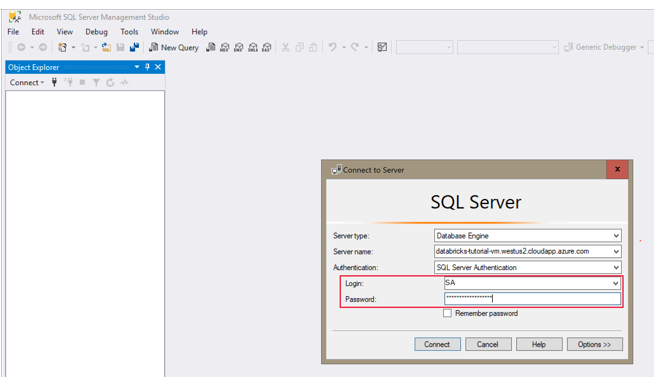 Microsoft SQL Server Management Studio
File Edit View Debug Tools Window Help
New Query Generic Debugger
Object Explorer
Connect
Connect to Server
SQL Server
Server type: Database Engine
Server name: databricks-tutorial-vm.westus2.cloudapp.azure.com
Authentication: SQL Server Authentication
Login: SA
Password: ******************
Remember password
Connect Cancel Help Options >>